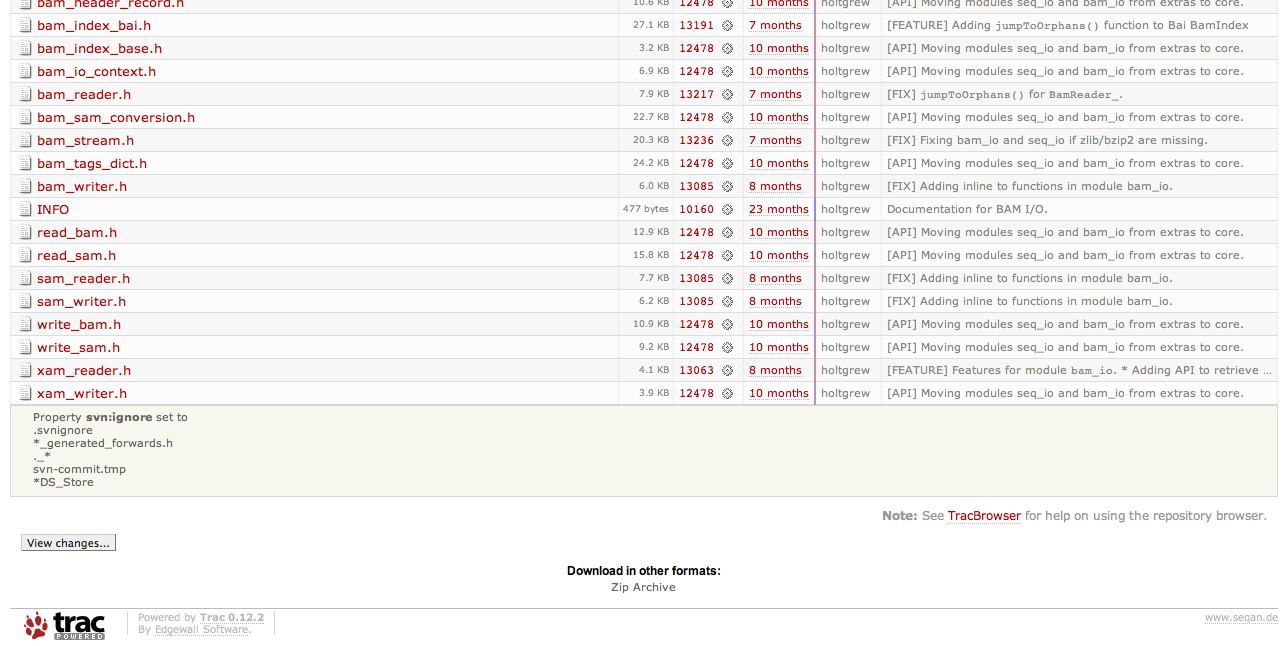 bam_header_record.h 10.6 KB 12478 10 months holtgrew [API] Moving modules seq_io and bam_io from extras to core.
bam_index_bai.h 27.1 KB 13191 7 months holtgrew [FEATURE] Adding jumpToOrphans() function to Bai BamIndex
bam_index_base.h 3.2 KB 12478 10 months holtgrew [API] Moving modules seq_io and bam_io from extras to core.
bam_io_context.h 6.9 KB 12478 10 months holtgrew [API] Moving modules seq_io and bam_io from extras to core.
bam_reader.h 7.9 KB 13217 7 months holtgrew [FIX] jumpToOrphans() for BamReader_.
bam_sam_conversion.h 22.7 KB 12478 10 months holtgrew [API] Moving modules seq_io and bam_io from extras to core.
bam_stream.h 20.3 KB 13236 7 months holtgrew [FIX] Fixing bam_io and seq_io if zlib/bzip2 are missing.
bam_tags_dict.h 24.2 KB 12478 10 months holtgrew [API] Moving modules seq_io and bam_io from extras to core.
bam_writer.h 6.0 KB 13085 8 months holtgrew [FIX] Adding inline to functions in module bam_io.
INFO 477 bytes 10160 23 months holtgrew Documentation for BAM I/O.
read_bam.h 12.9 KB 12478 10 months holtgrew [API] Moving modules seq_io and bam_io from extras to core.
read_sam.h 15.8 KB 12478 10 months holtgrew [API] Moving modules seq_io and bam_io from extras to core.
sam_reader.h 7.7 KB 13085 8 months holtgrew [FIX] Adding inline to functions in module bam_io.
sam_writer.h 6.2 KB 13085 8 months holtgrew [FIX] Adding inline to functions in module bam_io.
write_bam.h 10.9 KB 12478 10 months holtgrew [API] Moving modules seq_io and bam_io from extras to core.
write_sam.h 9.2 KB 12478 10 months holtgrew [API] Moving modules seq_io and bam_io from extras to core.
xam_reader.h 4.1 KB 13063 8 months holtgrew [FEATURE] Features for module bam_io. * Adding API to retrieve ...
xam_writer.h 3.9 KB 12478 10 months holtgrew [API] Moving modules seq_io and bam_io from extras to core.
Property svn:ignore set to
.svnignore
*_generated_forwards.h
._*
svn-commit.tmp
*DS_Store
Note: See TracBrowser for help on using the repository browser.
View changes...
Download in other formats:
Zip Archive
trac POWERED
Powered by Trac 0.12.2
By Edgewall Software.
www.seqan.de